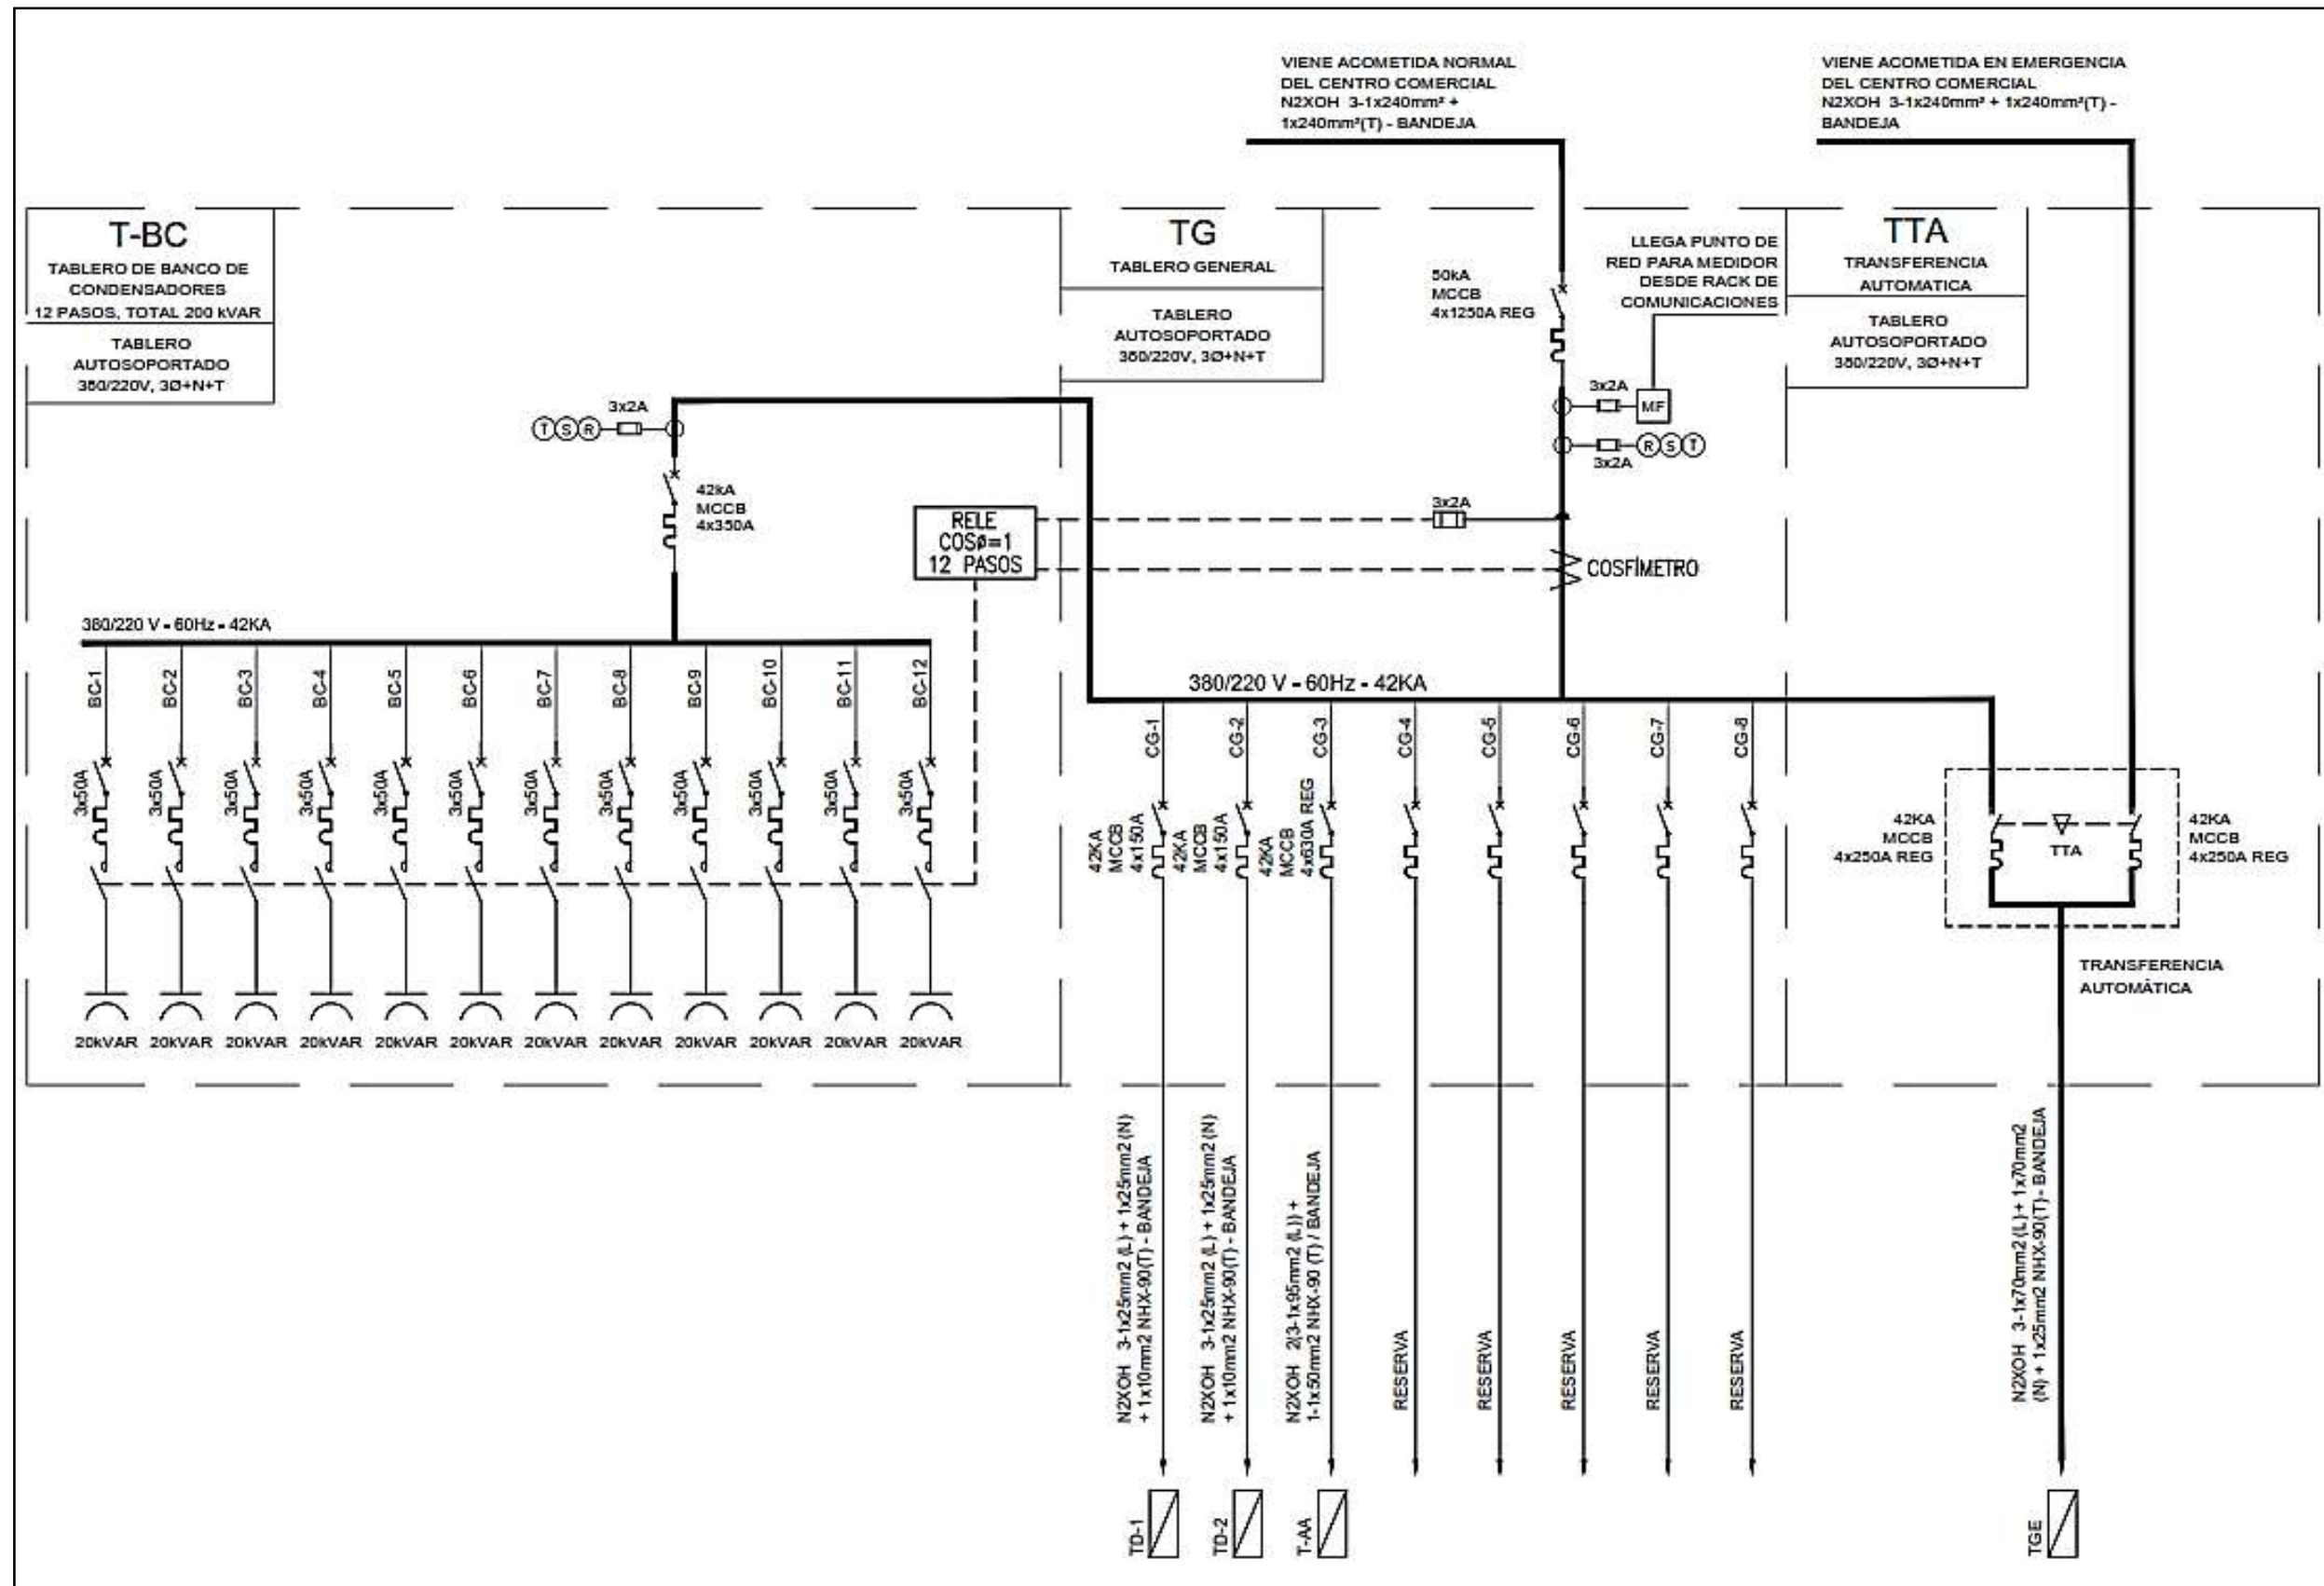 VIENE ACOMETIDA NORMAL
DEL CENTRO COMERCIAL
N2XOH 3-1x240mm² +
1x240mm²(T) - BANDEJA
VIENE ACOMETIDA EN EMERGENCIA
DEL CENTRO COMERCIAL
N2XOH 3-1x240mm² + 1x240mm²(T) -
BANDEJA
T-BC
TABLERO DE BANCO DE
CONDENSADORES
12 PASOS, TOTAL 200 kVAR
TABLERO
AUTOSOPORTADO
380/220V, 3Ø+N+T
TG
TABLERO GENERAL
TABLERO
AUTOSOPORTADO
380/220V, 3Ø+N+T
50kA
MCCB
4x1250A REG
LLEGA PUNTO DE
RED PARA MEDIDOR
DESDE RACK DE
COMUNICACIONES
TTA
TRANSFERENCIA
AUTOMATICA
TABLERO
AUTOSOPORTADO
380/220V, 3Ø+N+T
3x2A
T S R
3x2A
MF
R S T
3x2A
42kA
MCCB
4x350A
RELE
COSø=1
12 PASOS
3x2A
COSFÍMETRO
380/220 V - 60Hz - 42KA
BC-1
BC-2
BC-3
BC-4
BC-5
BC-6
BC-7
BC-8
BC-9
BC-10
BC-11
BC-12
3x50A
3x50A
3x50A
3x50A
3x50A
3x50A
3x50A
3x50A
3x50A
3x50A
3x50A
3x50A
20kVAR
20kVAR
20kVAR
20kVAR
20kVAR
20kVAR
20kVAR
20kVAR
20kVAR
20kVAR
20kVAR
20kVAR
380/220 V - 60Hz - 42KA
CG-1
CG-2
CG-3
CG-4
CG-5
CG-6
CG-7
CG-8
42KA
MCCB
4x150A
42KA
MCCB
4x150A
42KA
MCCB
4x630A REG
42KA
MCCB
4x250A REG
TTA
42KA
MCCB
4x250A REG
TRANSFERENCIA
AUTOMÁTICA
N2XOH 3-1x25mm2 (L) + 1x25mm2 (N)
+ 1x10mm2 NHX-90(T) - BANDEJA
N2XOH 3-1x25mm2 (L) + 1x25mm2 (N)
+ 1x10mm2 NHX-90(T) - BANDEJA
N2XOH 2(3-1x95mm2 (L)) +
1-1x50mm2 NHX-90 (T) / BANDEJA
RESERVA
RESERVA
RESERVA
RESERVA
RESERVA
N2XOH 3-1x70mm2 (L) + 1x70mm2
(N) + 1x25mm2 NHX-90(T) - BANDEJA
TD-1
TD-2
T-AA
TGE